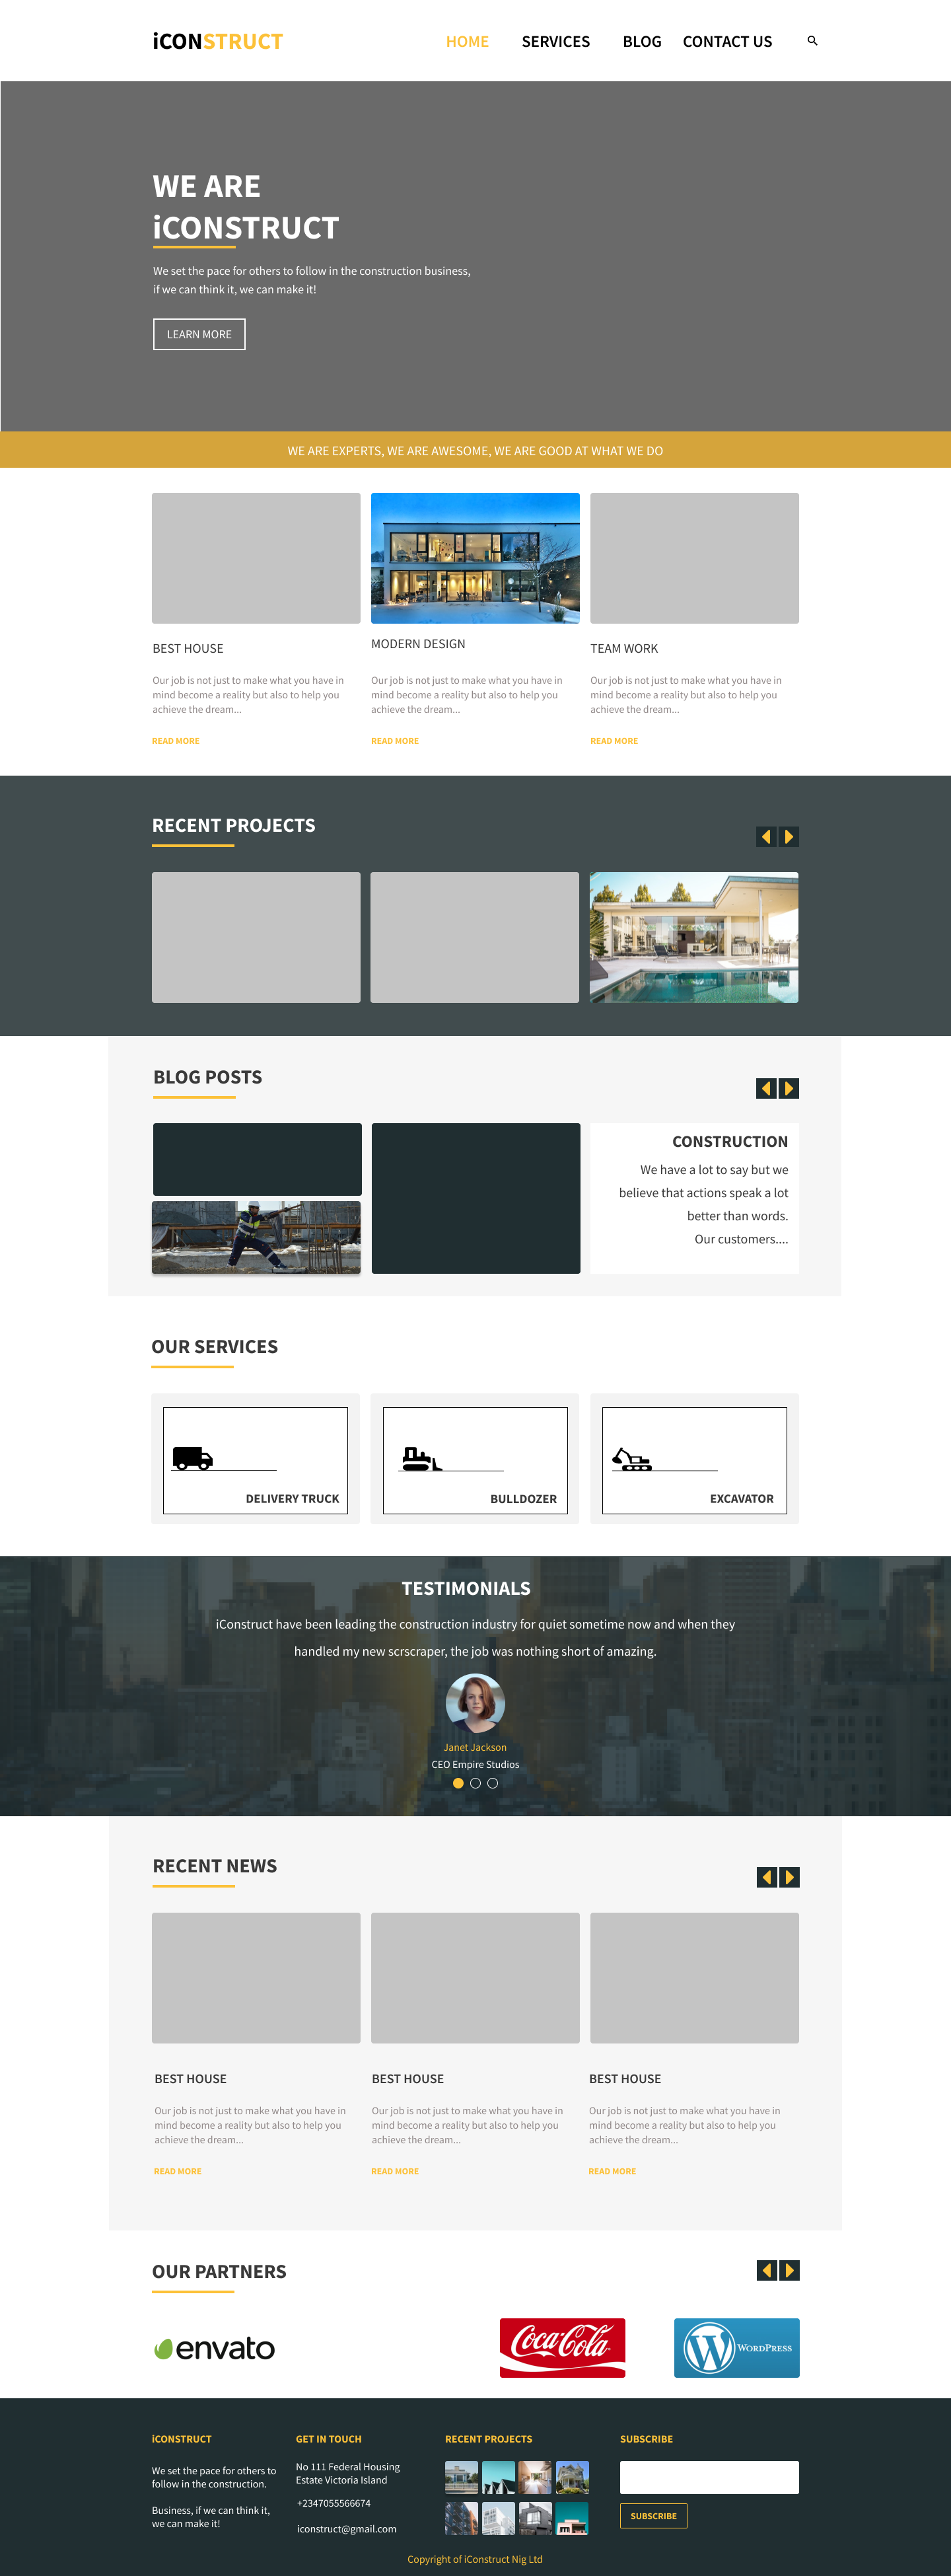 iCONSTRUCT
HOME SERVICES BLOG CONTACT US
WE ARE
iCONSTRUCT
We set the pace for others to follow in the construction business,
if we can think it, we can make it!
LEARN MORE
WE ARE EXPERTS, WE ARE AWESOME, WE ARE GOOD AT WHAT WE DO
BEST HOUSE
Our job is not just to make what you have in
mind become a reality but also to help you
achieve the dream...
READ MORE
MODERN DESIGN
Our job is not just to make what you have in
mind become a reality but also to help you
achieve the dream...
READ MORE
TEAM WORK
Our job is not just to make what you have in
mind become a reality but also to help you
achieve the dream...
READ MORE
RECENT PROJECTS
BLOG POSTS
CONSTRUCTION
We have a lot to say but we
believe that actions speak a lot
better than words.
Our customers....
OUR SERVICES
DELIVERY TRUCK
BULLDOZER
EXCAVATOR
TESTIMONIALS
iConstruct have been leading the construction industry for quiet sometime now and when they
handled my new scrscraper, the job was nothing short of amazing.
Janet Jackson
CEO Empire Studios
RECENT NEWS
BEST HOUSE
Our job is not just to make what you have in
mind become a reality but also to help you
achieve the dream...
READ MORE
BEST HOUSE
Our job is not just to make what you have in
mind become a reality but also to help you
achieve the dream...
READ MORE
BEST HOUSE
Our job is not just to make what you have in
mind become a reality but also to help you
achieve the dream...
READ MORE
OUR PARTNERS
envato
Coca-Cola
WORDPRESS
iCONSTRUCT
We set the pace for others to
follow in the construction.
Business, if we can think it,
we can make it!
GET IN TOUCH
No 111 Federal Housing
Estate Victoria Island
+2347055566674
iconstruct@gmail.com
RECENT PROJECTS
SUBSCRIBE
SUBSCRIBE
Copyright of iConstruct Nig Ltd